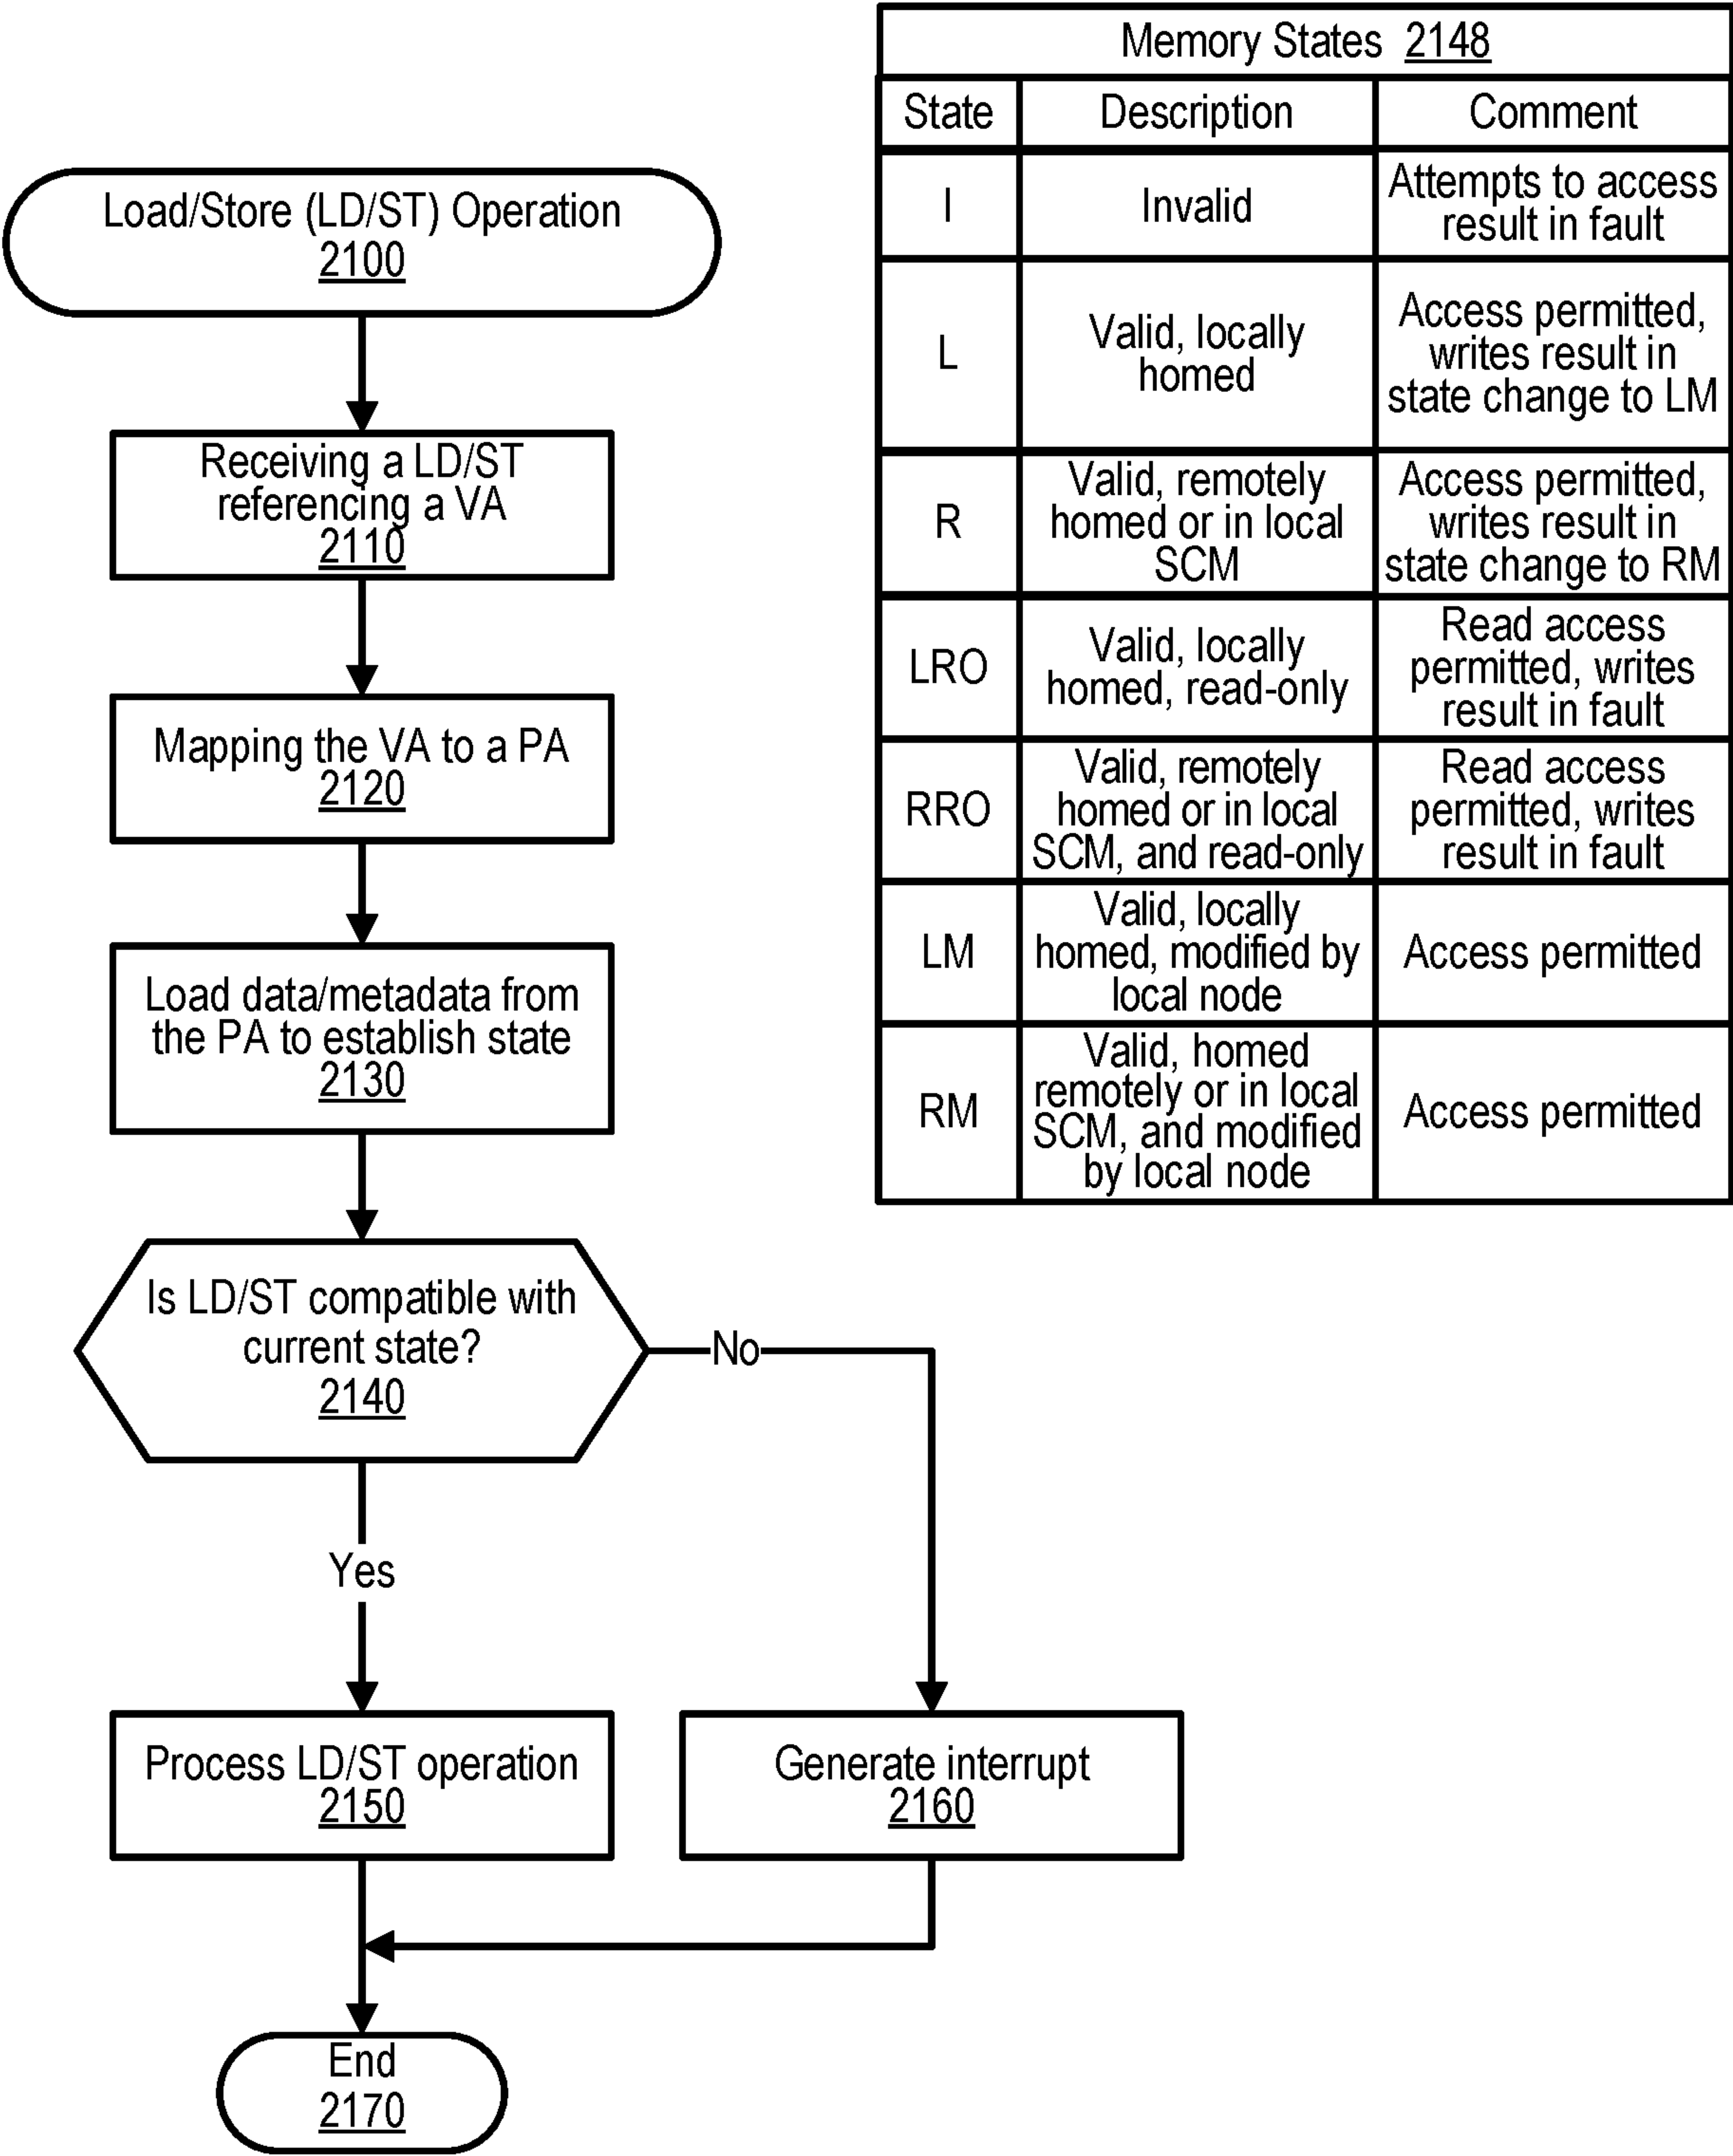 Load/Store (LD/ST) Operation
2100
Receiving a LD/ST
referencing a VA
2110
Mapping the VA to a PA
2120
Load data/metadata from
the PA to establish state
2130
Is LD/ST compatible with
current state?
2140
No
Yes
Process LD/ST operation
2150
Generate interrupt
2160
End
2170
Memory States 2148
State
Description
Comment
I
Invalid
Attempts to access
result in fault
L
Valid, locally
homed
Access permitted,
writes result in
state change to LM
R
Valid, remotely
homed or in local
SCM
Access permitted,
writes result in
state change to RM
LRO
Valid, locally
homed, read-only
Read access
permitted, writes
result in fault
RRO
Valid, remotely
homed or in local
SCM, and read-only
Read access
permitted, writes
result in fault
LM
Valid, locally
homed, modified by
local node
Access permitted
RM
Valid, homed
remotely or in local
SCM, and modified
by local node
Access permitted